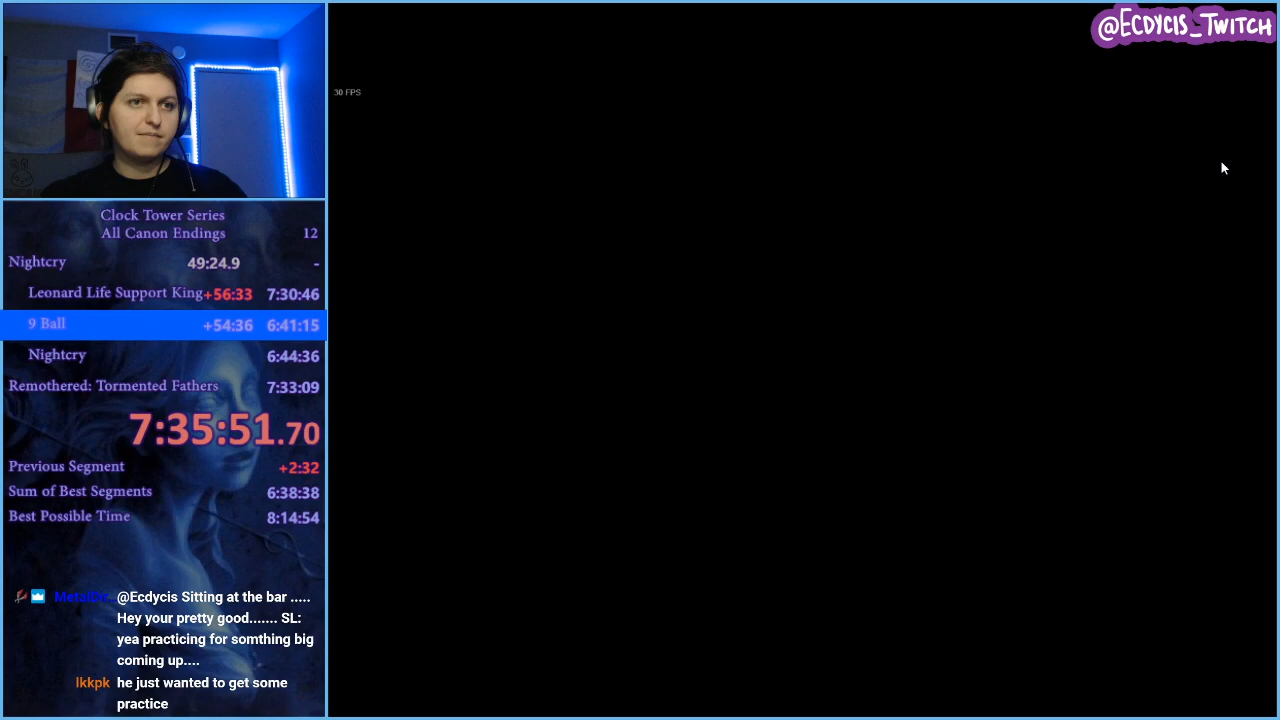 @Ecdycis_Twitch
30 FPS
Clock Tower Series
All Canon Endings 12
Nightcry 49:24.9 -
Leonard Life Support King +56:33 7:30:46
9 Ball +54:36 6:41:15
Nightcry 6:44:36
Remothered: Tormented Fathers 7:33:09
7:35:51.70
Previous Segment +2:32
Sum of Best Segments 6:38:38
Best Possible Time 8:14:54
@Ecdycis Sitting at the bar .....
Hey your pretty good....... SL:
yea practicing for somthing big
coming up....
lkkpk he just wanted to get some
practice